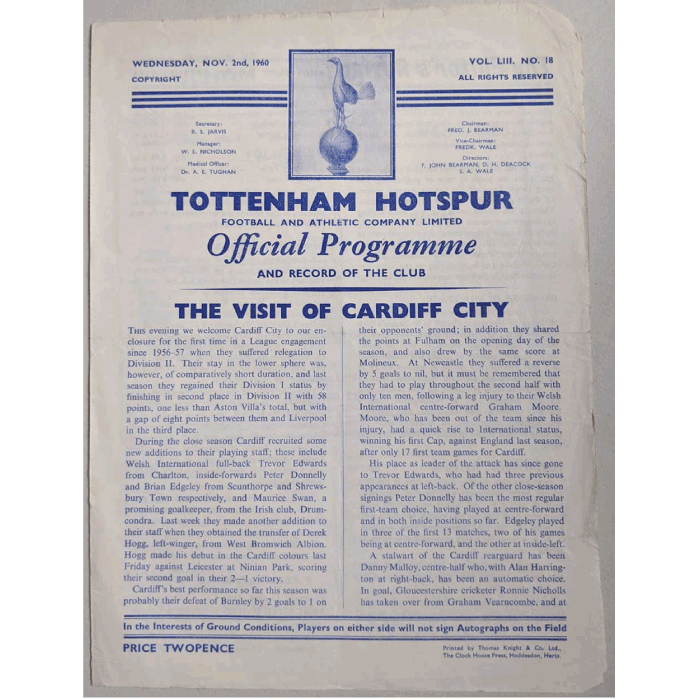 WEDNESDAY, NOV. 2nd, 1960
COPYRIGHT
VOL. LIII. NO. 18
ALL RIGHTS RESERVED
Secretary:
R. S. JARVIS
Manager:
W. E. NICHOLSON
Medical Officer:
Dr. A. E. TUGHAN
Chairman:
FRED. J. BEARMAN
Vice-Chairman:
FREDK. WALE
Directors:
F. JOHN BEARMAN, D. H. DEACOCK
S. A. WALE
TOTTENHAM HOTSPUR
FOOTBALL AND ATHLETIC COMPANY LIMITED
Official Programme
AND RECORD OF THE CLUB
THE VISIT OF CARDIFF CITY
THIS evening we welcome Cardiff City to our en-
closure for the first time in a League engagement
since 1956-57 when they suffered relegation to
Division II. Their stay in the lower sphere was,
however, of comparatively short duration, and last
season they regained their Division I status by
finishing in second place in Division II with 58
points, one less than Aston Villa's total, but with
a gap of eight points between them and Liverpool
in the third place.
During the close season Cardiff recruited some
new additions to their playing staff; these include
Welsh International full-back Trevor Edwards
from Charlton, inside-forwards Peter Donnelly
and Brian Edgeley from Scunthorpe and Shrews-
bury Town respectively, and Maurice Swan, a
promising goalkeeper, from the Irish club, Drum-
condra. Last week they made another addition to
their staff when they obtained the transfer of Derek
Hogg, left-winger, from West Bromwich Albion.
Hogg made his debut in the Cardiff colours last
Friday against Leicester at Ninian Park, scoring
their second goal in their 2—1 victory.
Cardiff's best performance so far this season was
probably their defeat of Burnley by 2 goals to 1 on
their opponents' ground; in addition they shared
the points at Fulham on the opening day of the
season, and also drew by the same score at
Molineux. At Newcastle they suffered a reverse
by 5 goals to nil, but it must be remembered that
they had to play throughout the second half with
only ten men, following a leg injury to their Welsh
International centre-forward Graham Moore.
Moore, who has been out of the team since his
injury, had a quick rise to International status,
winning his first Cap, against England last season,
after only 17 first team games for Cardiff.
His place as leader of the attack has since gone
to Trevor Edwards, who had had three previous
appearances at left-back. Of the other close-season
signings Peter Donnelly has been the most regular
first-team choice, having played at centre-forward
and in both inside positions so far. Edgeley played
in three of the first 13 matches, two of his games
being at centre-forward, and the other at inside-left.
A stalwart of the Cardiff rearguard has been
Danny Malloy, centre-half who, with Alan Harring-
ton at right-back, has been an automatic choice.
In goal, Gloucestershire cricketer Ronnie Nicholls
has taken over from Graham Vearncombe, and at
In the Interests of Ground Conditions, Players on either side will not sign Autographs on the Field
PRICE TWOPENCE
Printed by Thomas Knight & Co. Ltd.,
The Clock House Press, Hoddesdon, Herts.